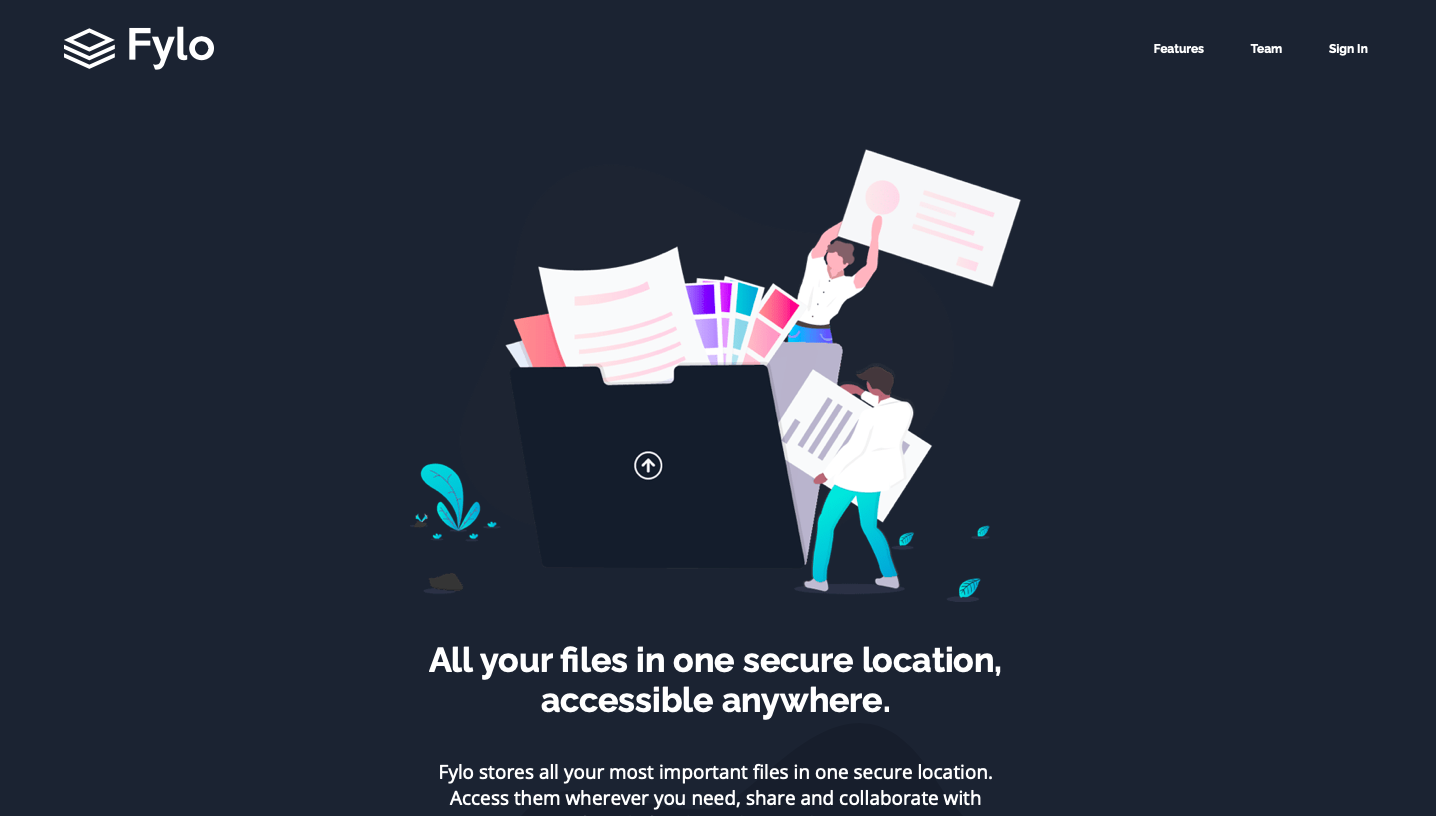 Fylo
Features
Team
Sign In
All your files in one secure location,
accessible anywhere.
Fylo stores all your most important files in one secure location.
Access them wherever you need, share and collaborate with